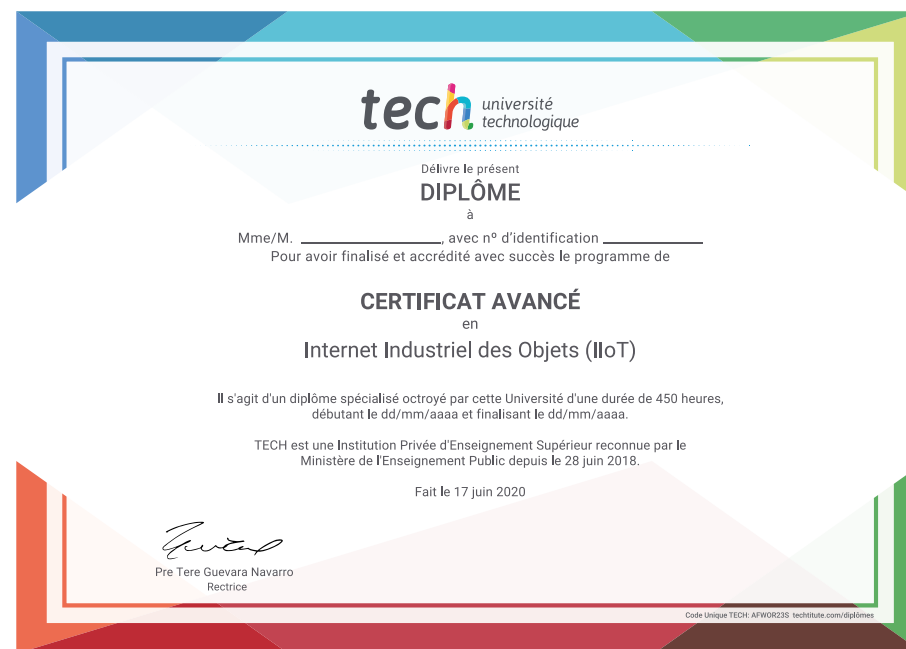 tech université
technologique
Délivre le présent
DIPLÔME
à
Mme/M. ____________________, avec nº d'identification ______________
Pour avoir finalisé et accrédité avec succès le programme de
CERTIFICAT AVANCÉ
en
Internet Industriel des Objets (IIoT)
Il s'agit d'un diplôme spécialisé octroyé par cette Université d'une durée de 450 heures,
débutant le dd/mm/aaaa et finalisant le dd/mm/aaaa.
TECH est une Institution Privée d'Enseignement Supérieur reconnue par le
Ministère de l'Enseignement Public depuis le 28 juin 2018.
Fait le 17 juin 2020
Pre Tere Guevara Navarro
Rectrice
Code Unique TECH: AFWOR23S techtitute.com/diplômes